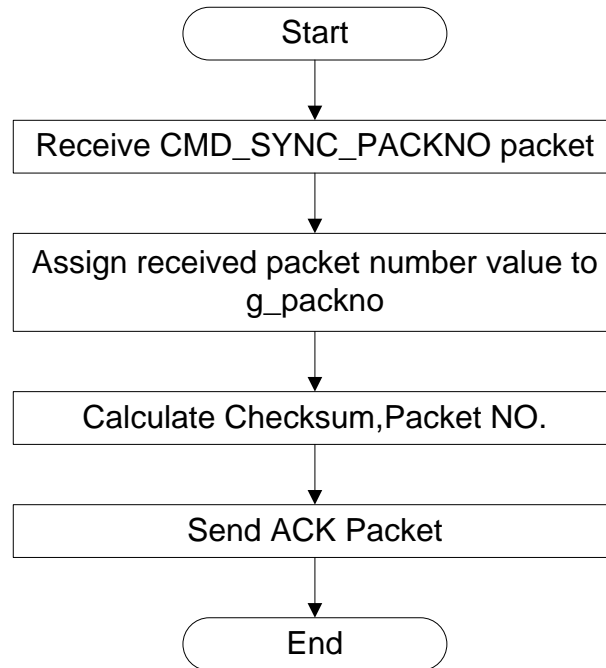 Start
Receive CMD_SYNC_PACKNO packet
Assign received packet number value to
g_packno
Calculate Checksum,Packet NO.
Send ACK Packet
End